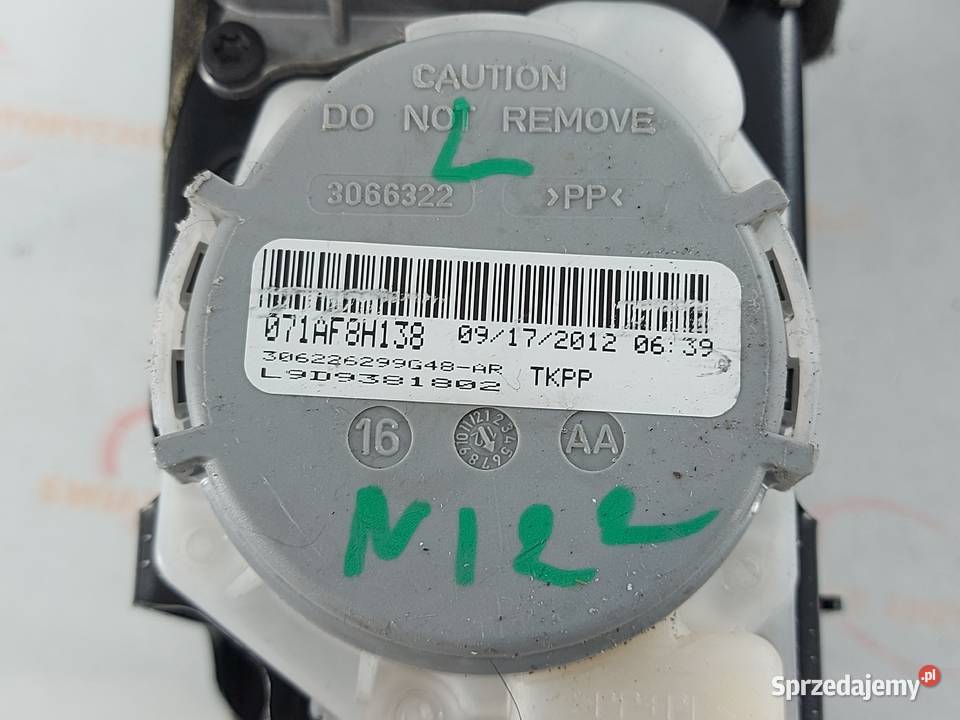 CAUTION
DO NOT REMOVE
L
3066322 >PP<
071AF8H138 09/17/2012 06:39
306226299G48-AR
L9D9381802 TKPP
16 12 AA
N122
Sprzedajemy.pl